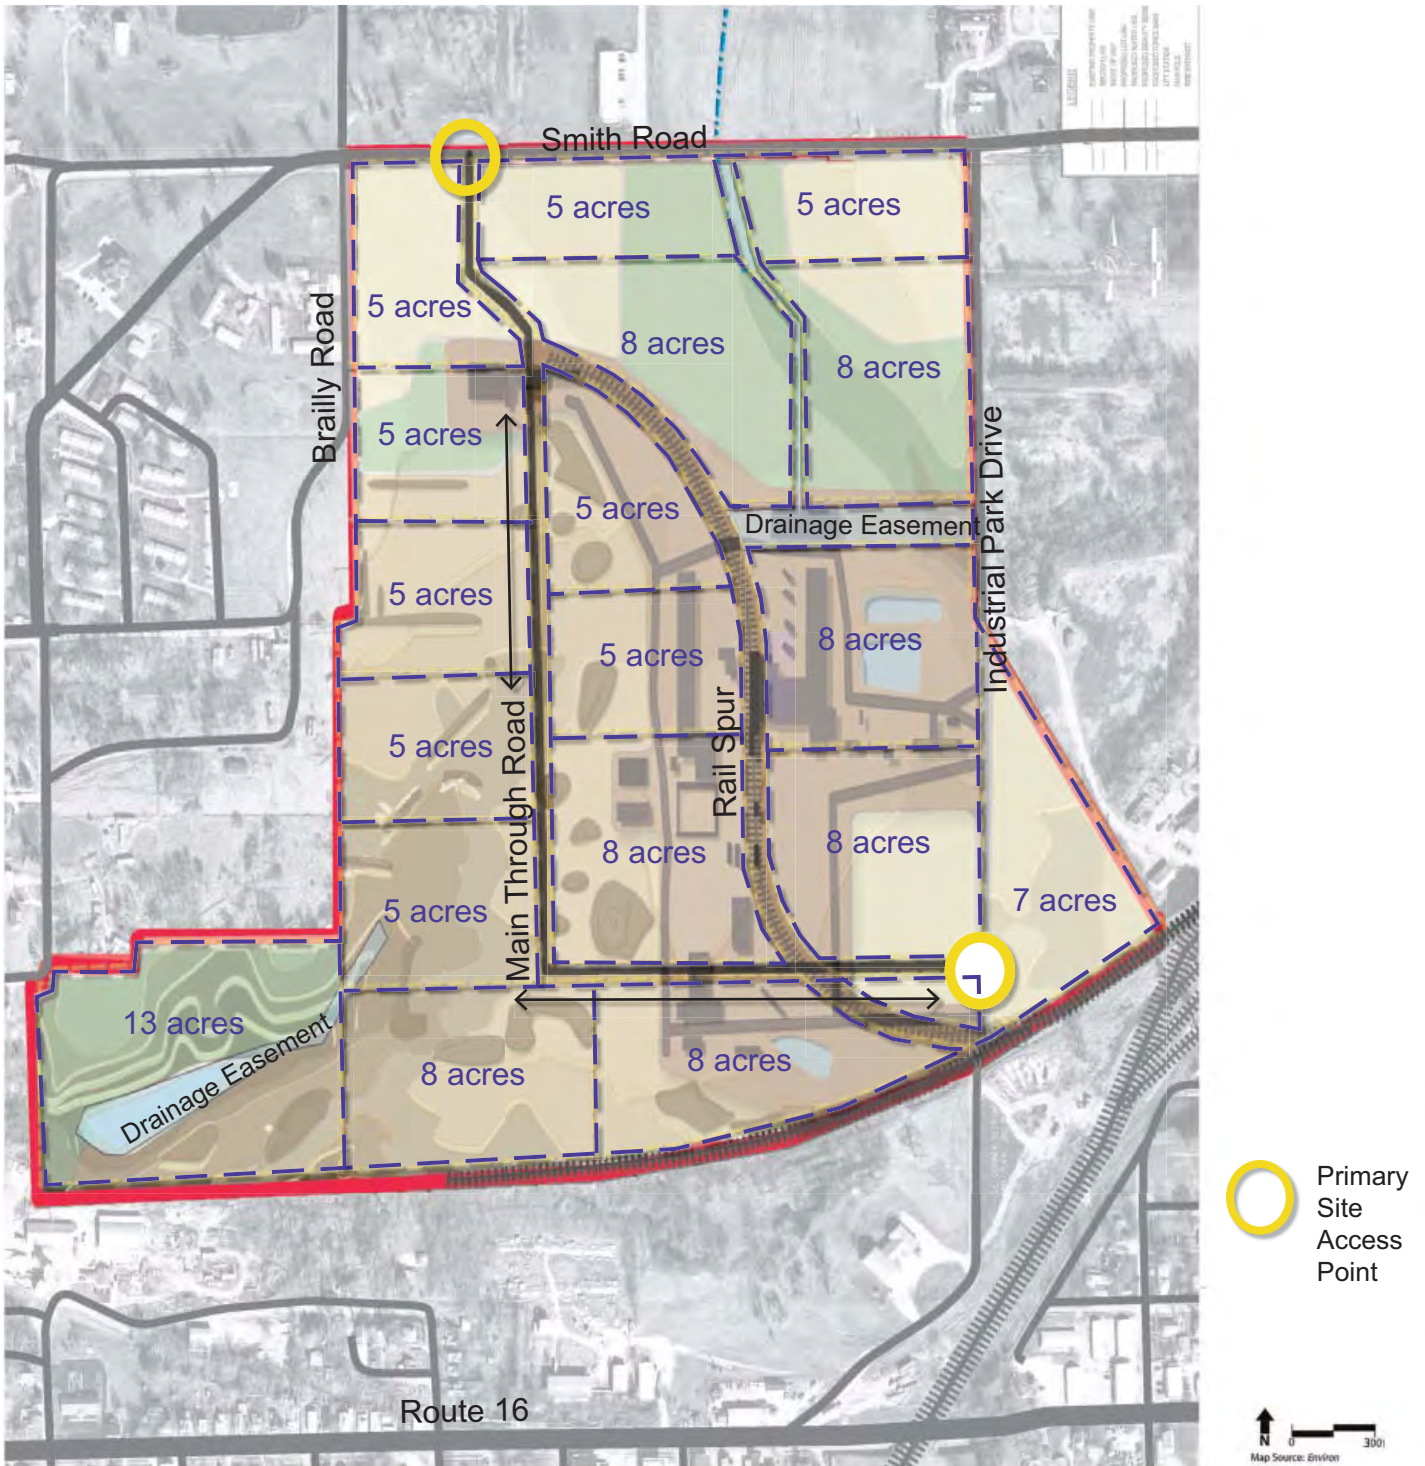 LEGEND
Smith Road
5 acres
5 acres
5 acres
Brailly Road
8 acres
8 acres
5 acres
5 acres
Drainage Easement
Industrial Park Drive
5 acres
5 acres
8 acres
5 acres
Main Through Road
Rail Spur
8 acres
8 acres
5 acres
7 acres
13 acres
Drainage Easement
8 acres
8 acres
Primary
Site
Access
Point
Route 16
N
0
300
Map Source: Environ